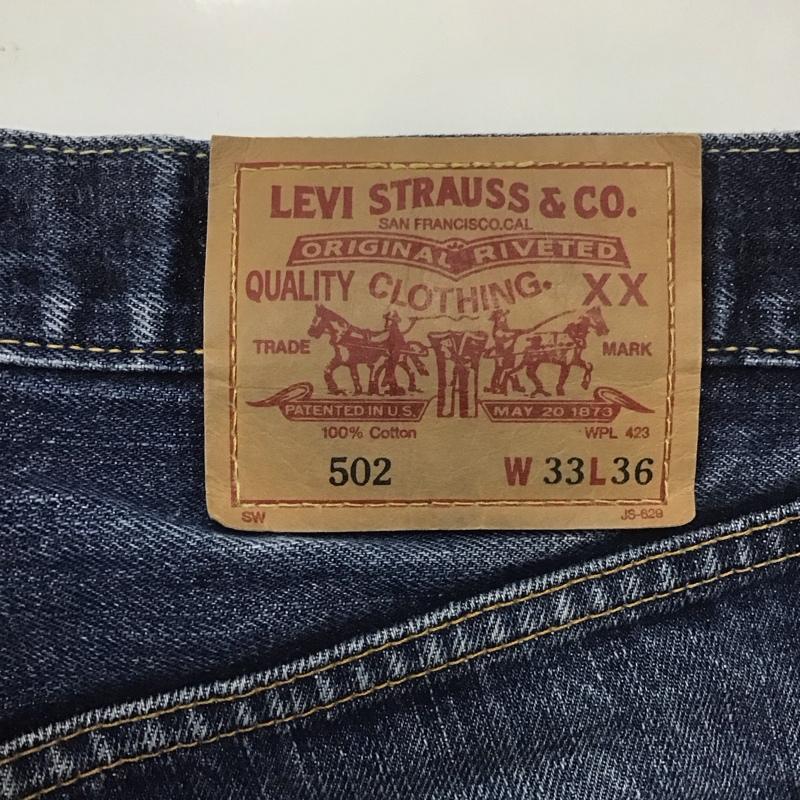 LEVI STRAUSS & CO.
SAN FRANCISCO.CAL
ORIGINAL RIVETED
QUALITY CLOTHING. XX
TRADE MARK
PATENTED IN U.S. MAY 20 1873
100% Cotton WPL 423
502 W 33 L 36
SW JS-629